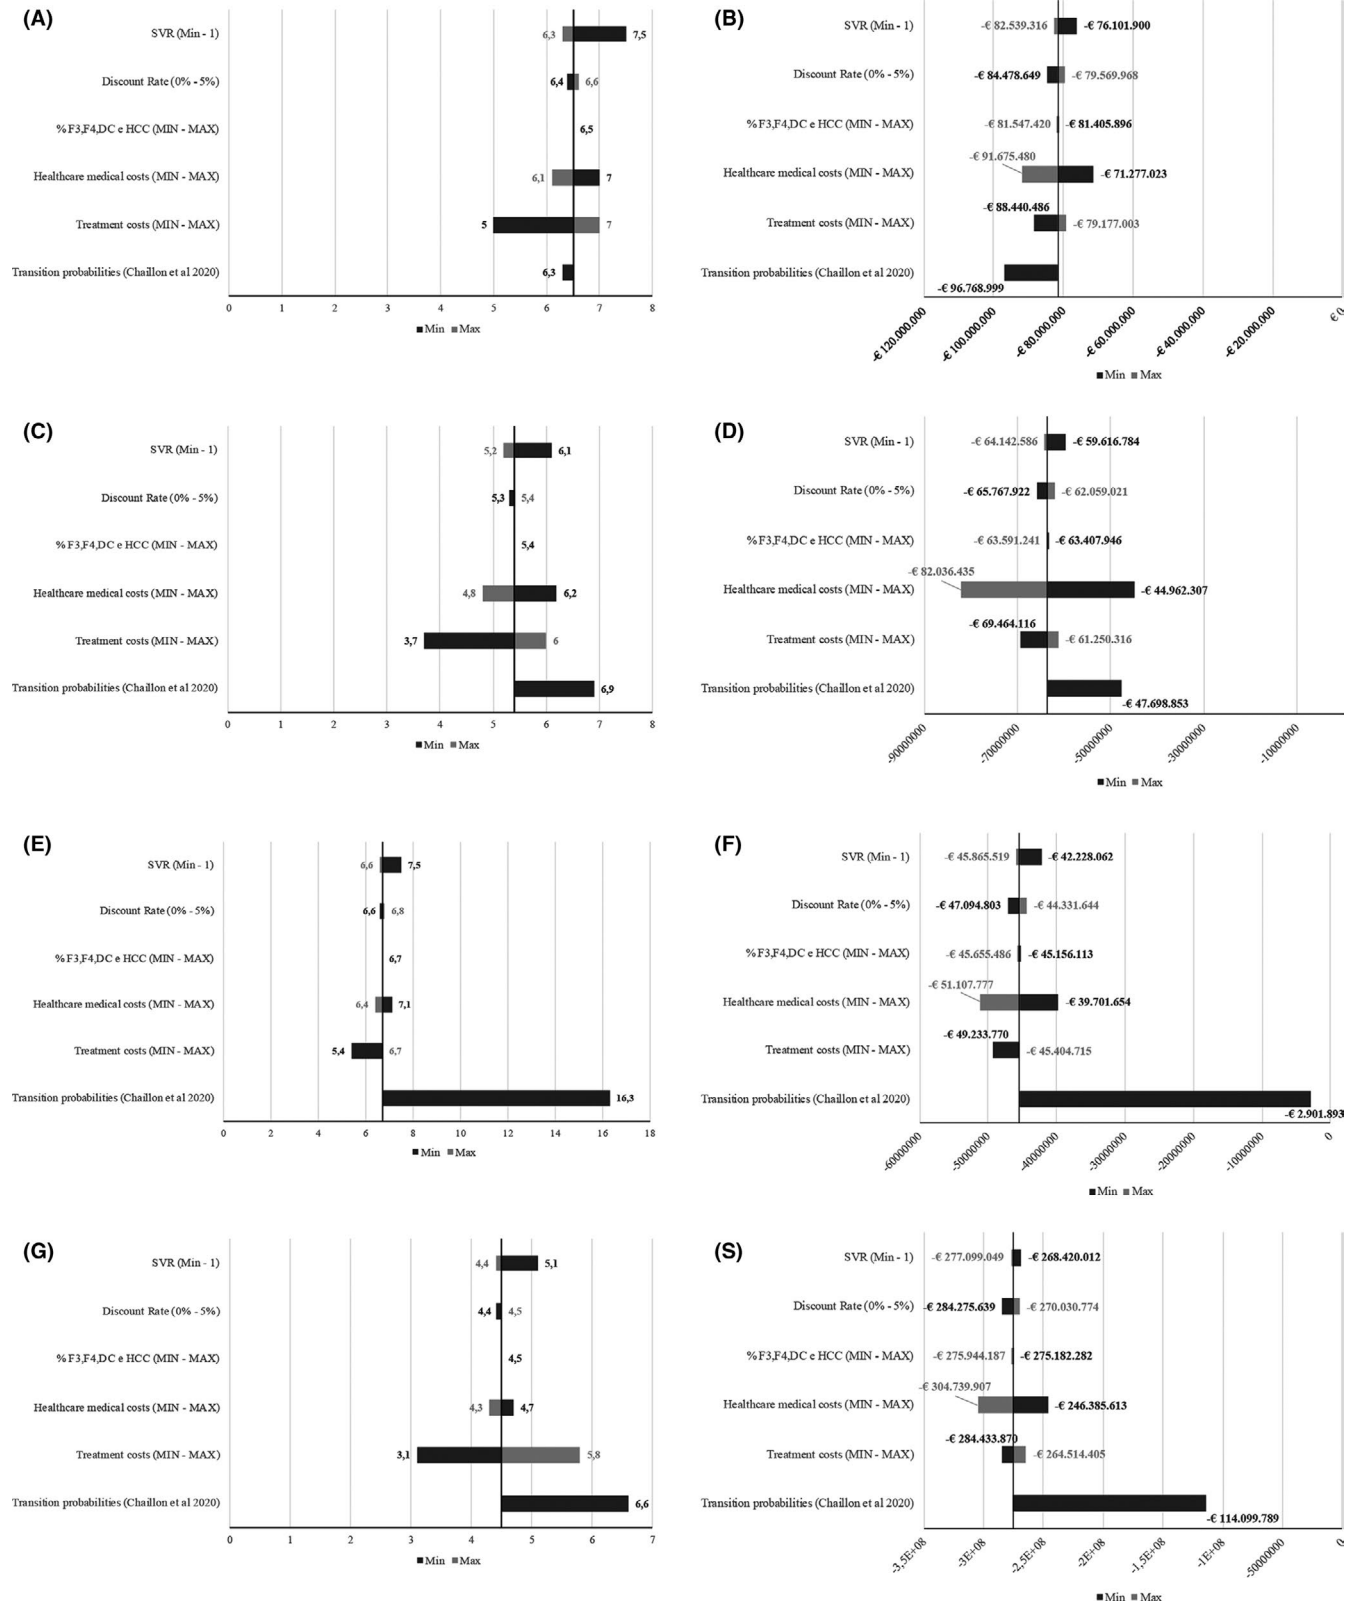 (A)
SVR (Min - 1)
6,3
7,5
Discount Rate (0% - 5%)
6,4
6,6
% F3,F4,DC e HCC (MIN - MAX)
6,5
Healthcare medical costs (MIN - MAX)
6,1
7
Treatment costs (MIN - MAX)
5
7
Transition probabilities (Chaillon et al 2020)
6,3
0 1 2 3 4 5 6 7 8
Min Max
(B)
SVR (Min - 1)
-€ 82.539.316
-€ 76.101.900
Discount Rate (0% - 5%)
-€ 84.478.649
-€ 79.569.968
% F3,F4,DC e HCC (MIN - MAX)
-€ 81.547.420
-€ 81.405.896
-€ 91.675.480
Healthcare medical costs (MIN - MAX)
-€ 71.277.023
-€ 88.440.486
Treatment costs (MIN - MAX)
-€ 79.177.003
Transition probabilities (Chaillon et al 2020)
-€ 96.768.999
-€ 120.000.000 -€ 100.000.000 -€ 80.000.000 -€ 60.000.000 -€ 40.000.000 -€ 20.000.000 € 0
Min Max
(C)
SVR (Min - 1)
5,2
6,1
Discount Rate (0% - 5%)
5,3
5,4
% F3,F4,DC e HCC (MIN - MAX)
5,4
Healthcare medical costs (MIN - MAX)
4,8
6,2
Treatment costs (MIN - MAX)
3,7
6
Transition probabilities (Chaillon et al 2020)
6,9
0 1 2 3 4 5 6 7 8
Min Max
(D)
SVR (Min - 1)
-€ 64.142.586
-€ 59.616.784
Discount Rate (0% - 5%)
-€ 65.767.922
-€ 62.059.021
% F3,F4,DC e HCC (MIN - MAX)
-€ 63.591.241
-€ 63.407.946
-€ 82.036.435
Healthcare medical costs (MIN - MAX)
-€ 44.962.307
-€ 69.464.116
Treatment costs (MIN - MAX)
-€ 61.250.316
Transition probabilities (Chaillon et al 2020)
-€ 47.698.853
-90000000 -70000000 -50000000 -30000000 -10000000
Min Max
(E)
SVR (Min - 1)
6,6
7,5
Discount Rate (0% - 5%)
6,6
6,8
% F3,F4,DC e HCC (MIN - MAX)
6,7
Healthcare medical costs (MIN - MAX)
6,4
7,1
Treatment costs (MIN - MAX)
5,4
6,7
Transition probabilities (Chaillon et al 2020)
16,3
0 2 4 6 8 10 12 14 16 18
Min Max
(F)
SVR (Min - 1)
-€ 45.865.519
-€ 42.228.062
Discount Rate (0% - 5%)
-€ 47.094.803
-€ 44.331.644
% F3,F4,DC e HCC (MIN - MAX)
-€ 45.655.486
-€ 45.156.113
-€ 51.107.777
Healthcare medical costs (MIN - MAX)
-€ 39.701.654
-€ 49.233.770
Treatment costs (MIN - MAX)
-€ 45.404.715
Transition probabilities (Chaillon et al 2020)
-€ 2.901.893
-60000000 -50000000 -40000000 -30000000 -20000000 -10000000 0
Min Max
(G)
SVR (Min - 1)
4,4
5,1
Discount Rate (0% - 5%)
4,4
4,5
% F3,F4,DC e HCC (MIN - MAX)
4,5
Healthcare medical costs (MIN - MAX)
4,3
4,7
Treatment costs (MIN - MAX)
3,1
5,8
Transition probabilities (Chaillon et al 2020)
6,6
0 1 2 3 4 5 6 7
Min Max
(S)
SVR (Min - 1)
-€ 277.099.049
-€ 268.420.012
Discount Rate (0% - 5%)
-€ 284.275.639
-€ 270.030.774
% F3,F4,DC e HCC (MIN - MAX)
-€ 275.944.187
-€ 275.182.282
-€ 304.739.907
Healthcare medical costs (MIN - MAX)
-€ 246.385.613
-€ 284.433.870
Treatment costs (MIN - MAX)
-€ 264.514.405
Transition probabilities (Chaillon et al 2020)
-€ 114.099.789
-3,5E+08 -3E+08 -2,5E+08 -2E+08 -1,5E+08 -1E+08 -50000000 0
Min Max